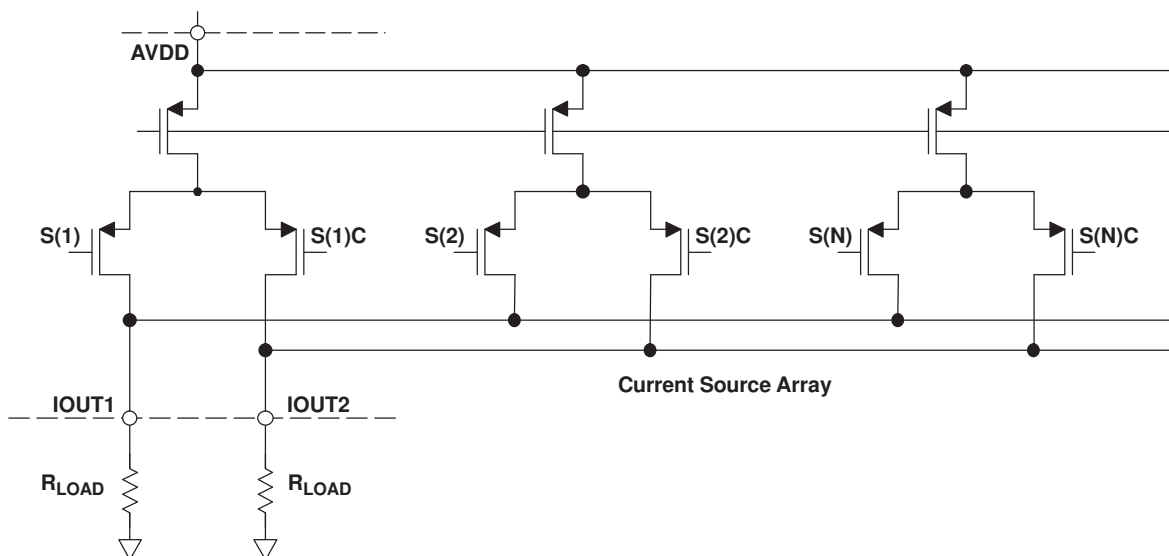 AVDD
S(1) S(1)C S(2) S(2)C S(N) S(N)C
Current Source Array
IOUT1 IOUT2
RLOAD RLOAD